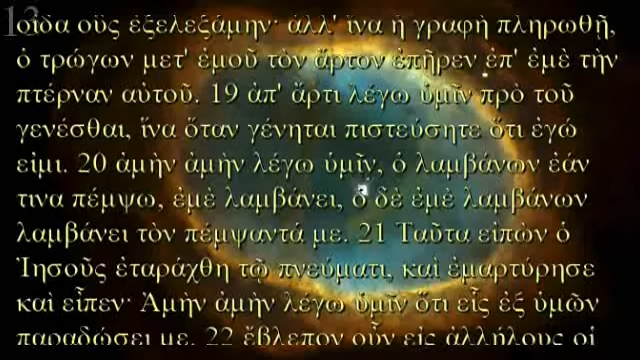 13
οἶδα οὓς ἐξελεξάμην· ἀλλ' ἵνα ἡ γραφὴ πληρωθῇ,
ὁ τρώγων μετ' ἐμοῦ τὸν ἄρτον ἐπῆρεν ἐπ' ἐμὲ τὴν
πτέρναν αὐτοῦ. 19 ἀπ' ἄρτι λέγω ὑμῖν πρὸ τοῦ
γενέσθαι, ἵνα ὅταν γένηται πιστεύσητε ὅτι ἐγώ
εἰμι. 20 ἀμὴν ἀμὴν λέγω ὑμῖν, ὁ λαμβάνων ἐάν
τινα πέμψω, ἐμὲ λαμβάνει, ὁ δὲ ἐμὲ λαμβάνων
λαμβάνει τὸν πέμψαντά με. 21 Ταῦτα εἰπὼν ὁ
Ἰησοῦς ἐταράχθη τῷ πνεύματι, καὶ ἐμαρτύρησε
καὶ εἶπεν· Ἀμὴν ἀμὴν λέγω ὑμῖν ὅτι εἷς ἐξ ὑμῶν
παραδώσει με. 22 ἔβλεπον οὖν εἰς ἀλλήλους οἱ